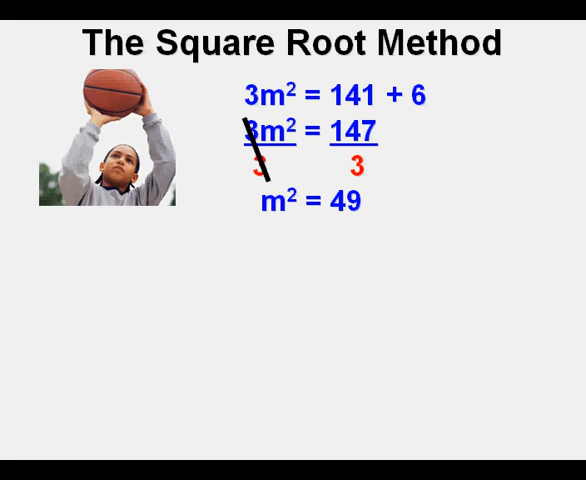 The Square Root Method
3m² = 141 + 6
3m² = 147
3 3
m² = 49